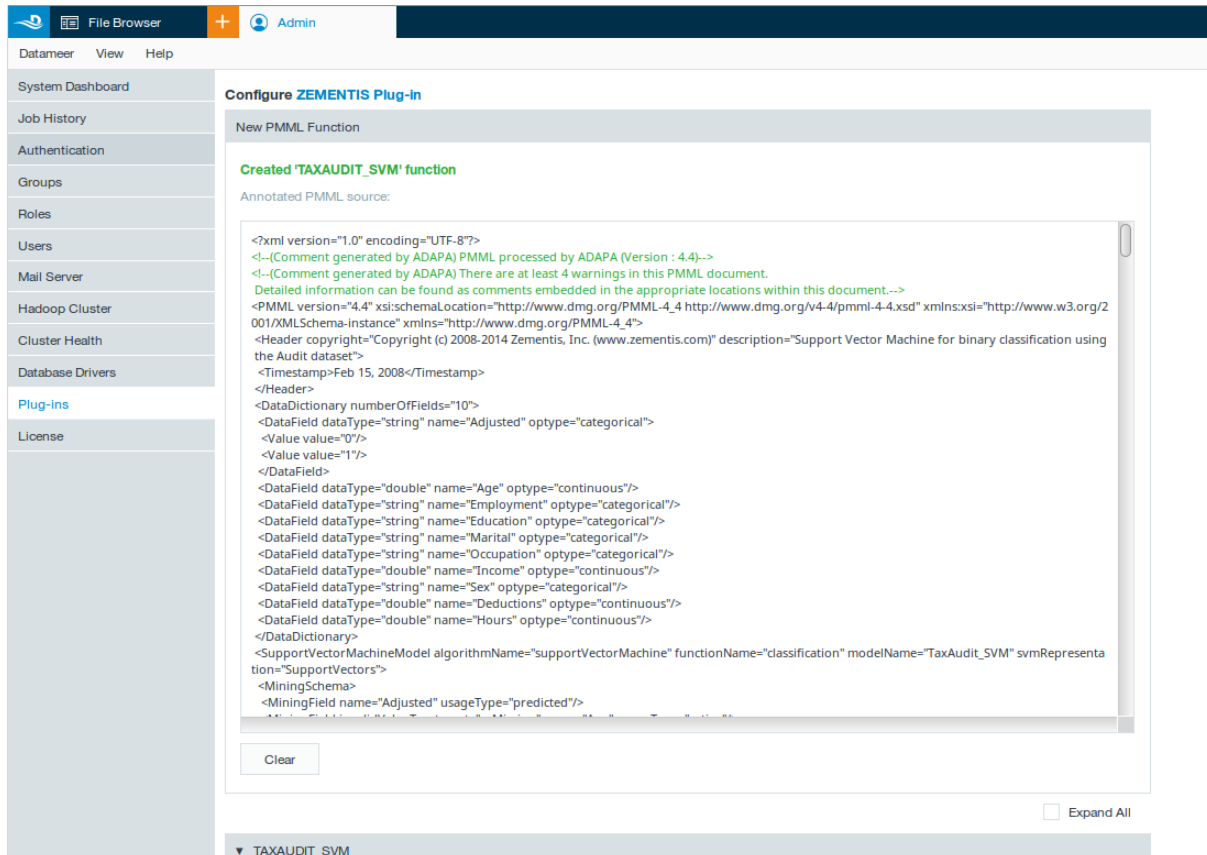 File Browser
+
Admin
Datameer View Help
System Dashboard
Job History
Authentication
Groups
Roles
Users
Mail Server
Hadoop Cluster
Cluster Health
Database Drivers
Plug-ins
License
Configure ZEMENTIS Plug-in
New PMML Function
Created 'TAXAUDIT_SVM' function
Annotated PMML source:
<?xml version="1.0" encoding="UTF-8"?>
<!--(Comment generated by ADAPA) PMML processed by ADAPA (Version : 4.4)-->
<!--(Comment generated by ADAPA) There are at least 4 warnings in this PMML document.
Detailed information can be found as comments embedded in the appropriate locations within this document.-->
<PMML version="4.4" xsi:schemaLocation="http://www.dmg.org/PMML-4_4 http://www.dmg.org/v4-4/pmml-4-4.xsd" xmlns:xsi="http://www.w3.org/2
001/XMLSchema-instance" xmlns="http://www.dmg.org/PMML-4_4">
<Header copyright="Copyright (c) 2008-2014 Zementis, Inc. (www.zementis.com)" description="Support Vector Machine for binary classification using
the Audit dataset">
<Timestamp>Feb 15, 2008</Timestamp>
</Header>
<DataDictionary numberOfFields="10">
<DataField dataType="string" name="Adjusted" optype="categorical">
<Value value="0"/>
<Value value="1"/>
</DataField>
<DataField dataType="double" name="Age" optype="continuous"/>
<DataField dataType="string" name="Employment" optype="categorical"/>
<DataField dataType="string" name="Education" optype="categorical"/>
<DataField dataType="string" name="Marital" optype="categorical"/>
<DataField dataType="string" name="Occupation" optype="categorical"/>
<DataField dataType="double" name="Income" optype="continuous"/>
<DataField dataType="string" name="Sex" optype="categorical"/>
<DataField dataType="double" name="Deductions" optype="continuous"/>
<DataField dataType="double" name="Hours" optype="continuous"/>
</DataDictionary>
<SupportVectorMachineModel algorithmName="supportVectorMachine" functionName="classification" modelName="TaxAudit_SVM" svmRepresenta
tion="SupportVectors">
<MiningSchema>
<MiningField name="Adjusted" usageType="predicted"/>
Clear
Expand All
TAXAUDIT_SVM